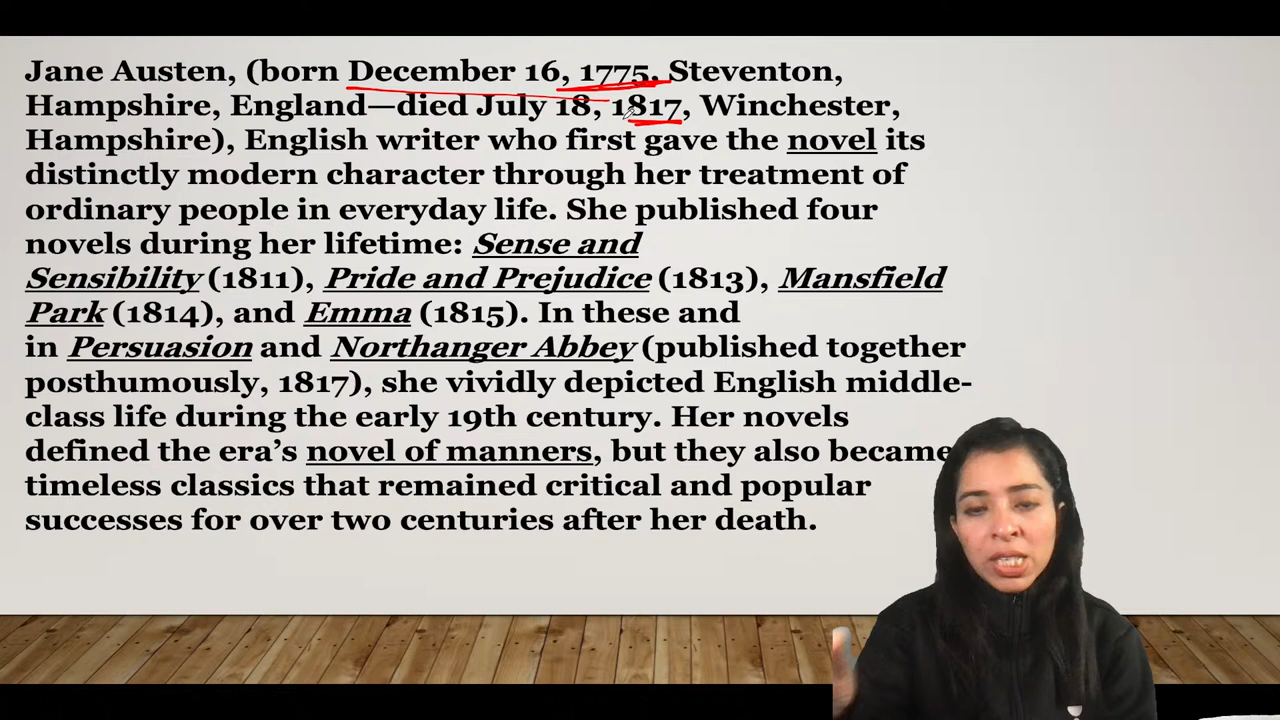 Jane Austen, (born December 16, 1775, Steventon,
Hampshire, England—died July 18, 1817, Winchester,
Hampshire), English writer who first gave the novel its
distinctly modern character through her treatment of
ordinary people in everyday life. She published four
novels during her lifetime: Sense and
Sensibility (1811), Pride and Prejudice (1813), Mansfield
Park (1814), and Emma (1815). In these and
in Persuasion and Northanger Abbey (published together
posthumously, 1817), she vividly depicted English middle-
class life during the early 19th century. Her novels
defined the era’s novel of manners, but they also became
timeless classics that remained critical and popular
successes for over two centuries after her death.